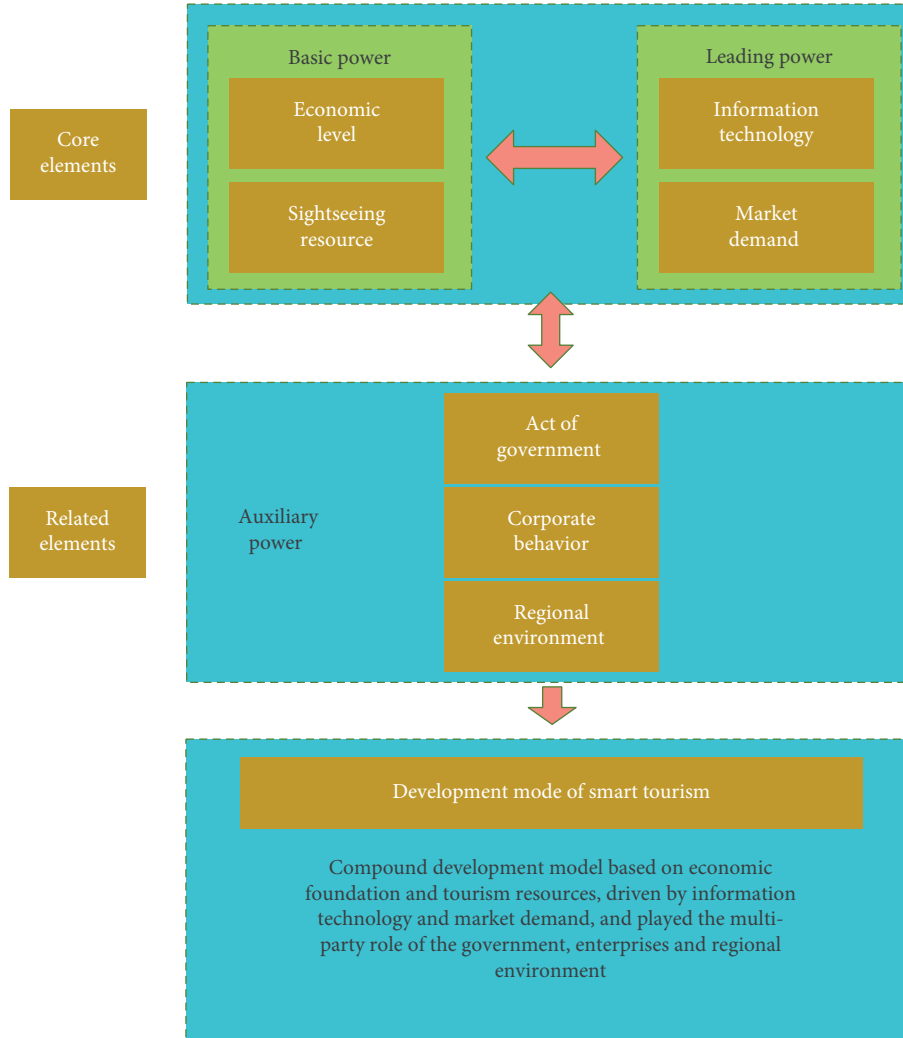 Basic power
Leading power
Economic
level
Information
technology
Core
elements
Sightseeing
resource
Market
demand
Act of
government
Related
elements
Auxiliary
power
Corporate
behavior
Regional
environment
Development mode of smart tourism
Compound development model based on economic
foundation and tourism resources, driven by information
technology and market demand, and played the multi-
party role of the government, enterprises and regional
environment